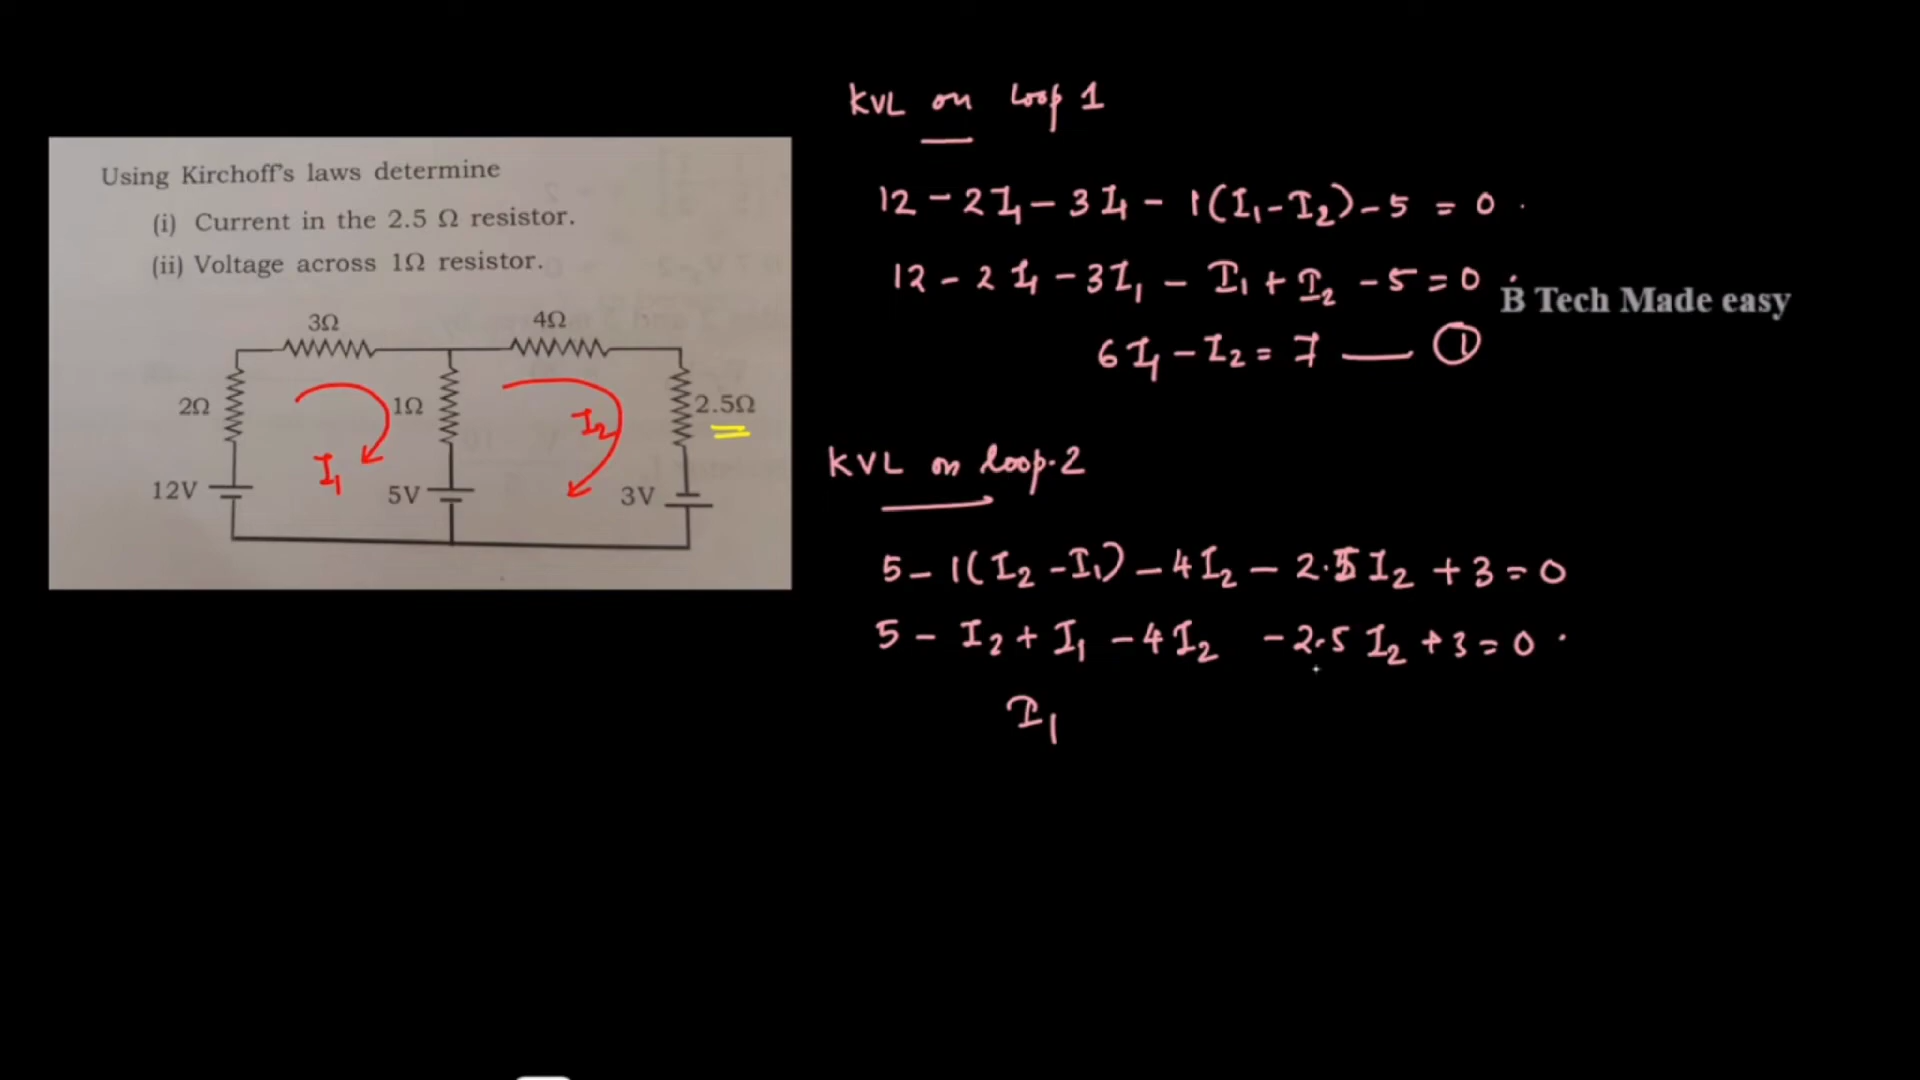 Using Kirchoff's laws determine
(i) Current in the 2.5 Ω resistor.
(ii) Voltage across 1Ω resistor.
3Ω
4Ω
2Ω
1Ω
2.5Ω
I₂
I₁
12V
5V
3V
KVL on loop 1
12 - 2I₁ - 3I₁ - 1(I₁-I₂) - 5 = 0
12 - 2I₁ - 3I₁ - I₁ + I₂ - 5 = 0
B Tech Made easy
6I₁ - I₂ = 7 — ①
KVL on loop-2
5 - 1(I₂ - I₁) - 4I₂ - 2.5I₂ + 3 = 0
5 - I₂ + I₁ - 4I₂ - 2.5I₂ + 3 = 0
I₁